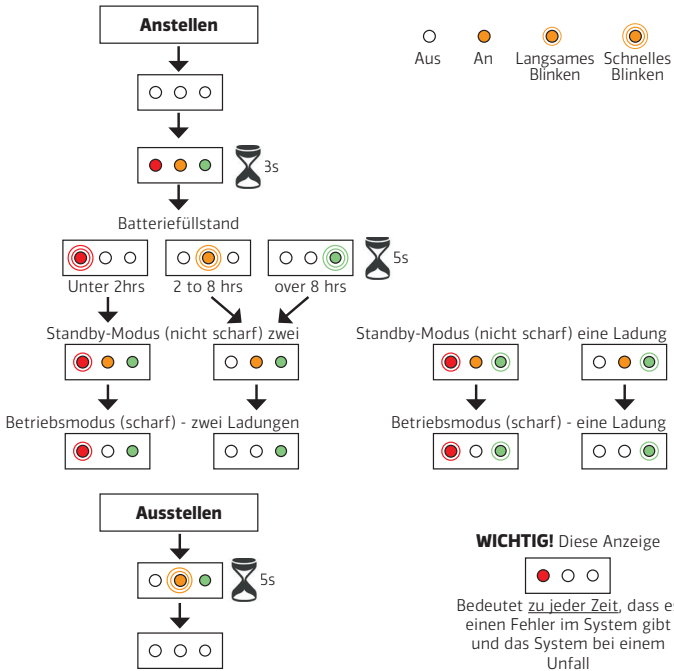 Anstellen
Aus
An
Langsames
Blinken
Schnelles
Blinken
3s
Batteriefüllstand
5s
Unter 2hrs
2 to 8 hrs
over 8 hrs
Standby-Modus (nicht scharf) zwei
Standby-Modus (nicht scharf) eine Ladung
Betriebsmodus (scharf) - zwei Ladungen
Betriebsmodus (scharf) - eine Ladung
Ausstellen
5s
WICHTIG! Diese Anzeige
Bedeutet zu jeder Zeit, dass es
einen Fehler im System gibt
und das System bei einem
Unfall